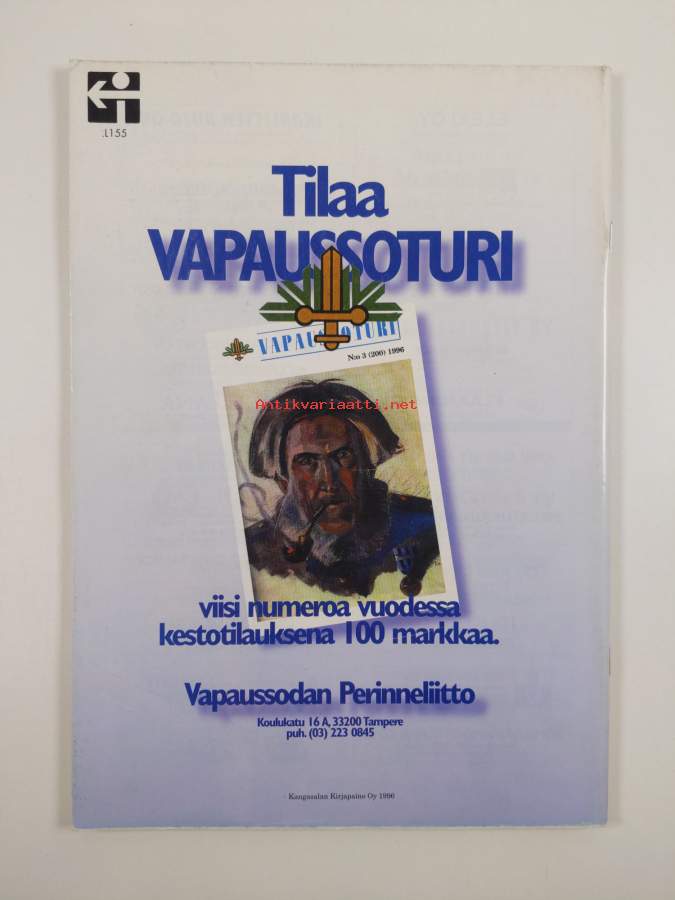 .L155
Tilaa
VAPAUSSOTURI
VAPAUSSOTURI
N:o 3 (206) 1996
Antikvariaatti.net
viisi numeroa vuodessa
kestotilauksena 100 markkaa.
Vapaussodan Perinneliitto
Koulukatu 16 A, 33200 Tampere
puh. (03) 223 0845
Kangasalan Kirjapaino Oy 1996